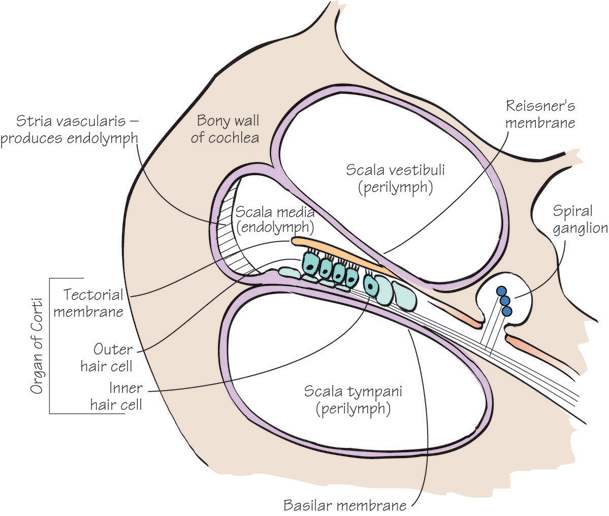 Stria vascularis –
produces endolymph
Bony wall
of cochlea
Reissner's
membrane
Scala vestibuli
(perilymph)
Scala media
(endolymph)
Spiral
ganglion
Organ of Corti
Tectorial
membrane
Outer
hair cell
Inner
hair cell
Scala tympani
(perilymph)
Basilar membrane